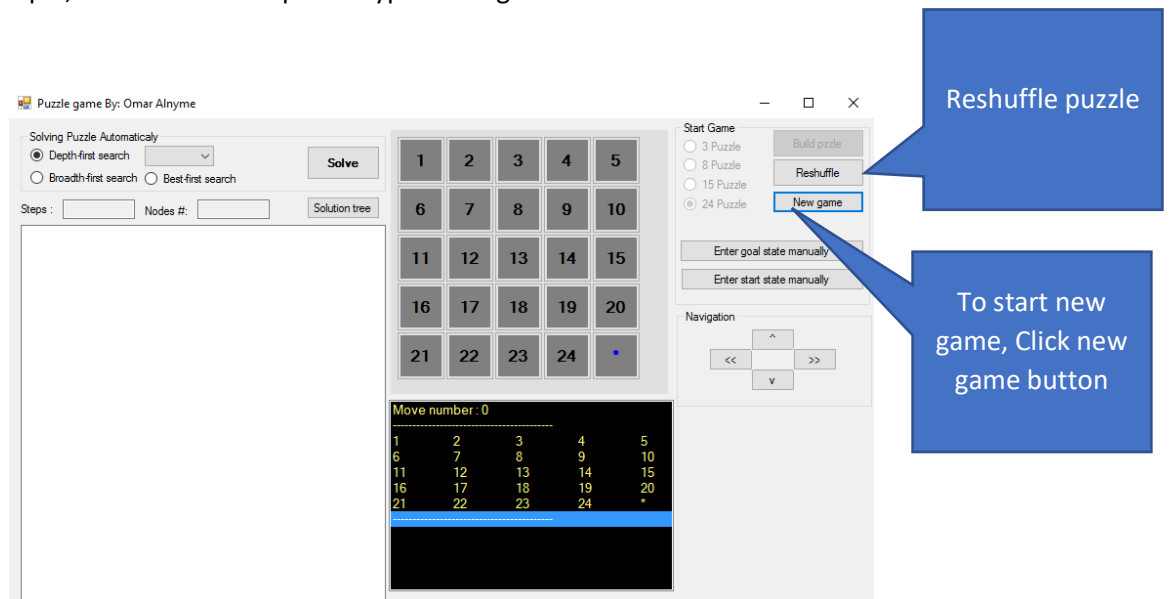 Puzzle game By: Omar Alnyme
Reshuffle puzzle
Solving Puzzle Automaticaly
Depth-first search
Broadth-first search Best-first search
Solve
Steps : Nodes #: Solution tree
1 2 3 4 5
6 7 8 9 10
11 12 13 14 15
16 17 18 19 20
21 22 23 24 *
Start Game
3 Puzzle
8 Puzzle
15 Puzzle
24 Puzzle
Build pzzle
Reshuffle
New game
Enter goal state manually
Enter start state manually
Navigation
^
<< >>
v
To start new
game, Click new
game button
Move number : 0
----------------------------------------
1 2 3 4 5
6 7 8 9 10
11 12 13 14 15
16 17 18 19 20
21 22 23 24 *
----------------------------------------